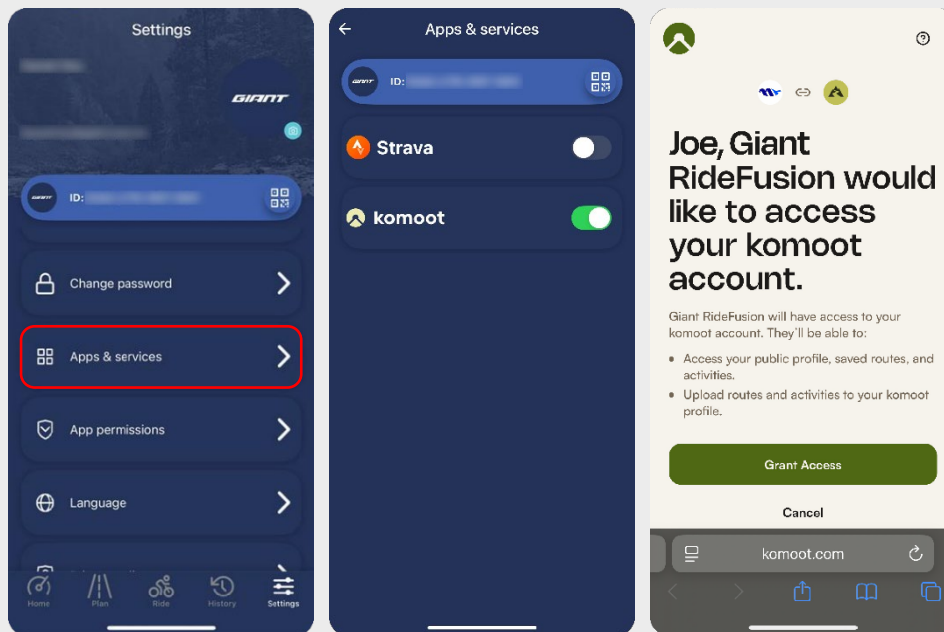 Settings
GIANT
GIANT
ID:
Change password
Apps & services
App permissions
Language
Home
Plan
Ride
History
Settings
Apps & services
GIANT
ID:
Strava
komoot
Joe, Giant
RideFusion would
like to access
your komoot
account.
Giant RideFusion will have access to your
komoot account. They'll be able to:
• Access your public profile, saved routes, and
activities.
• Upload routes and activities to your komoot
profile.
Grant Access
Cancel
komoot.com